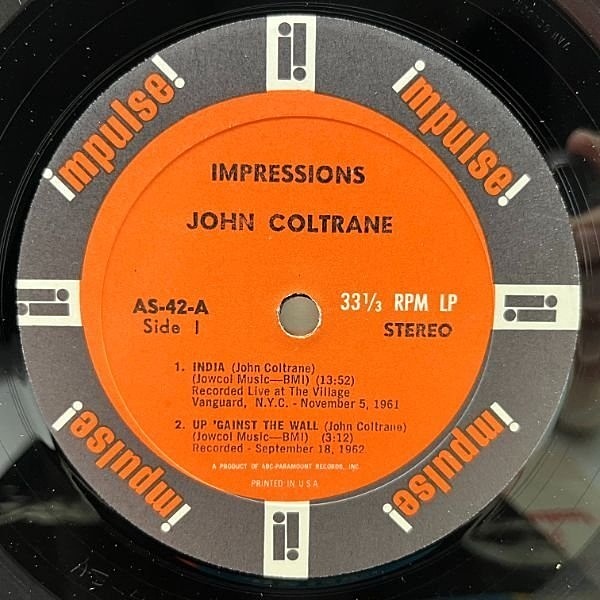 impulse!
impulse!
IMPRESSIONS
JOHN COLTRANE
AS-42-A
Side 1
33 1/3 RPM LP
STEREO
1. INDIA (John Coltrane)
(Jowcol Music—BMI) (13:52)
Recorded Live at The Village
Vanguard, N.Y.C. - November 5, 1961
2. UP 'GAINST THE WALL (John Coltrane)
(Jowcol Music—BMI) (3:12)
Recorded - September 18, 1962
A PRODUCT OF ABC-PARAMOUNT RECORDS, INC.
PRINTED IN U.S.A.
impulse!
impulse!